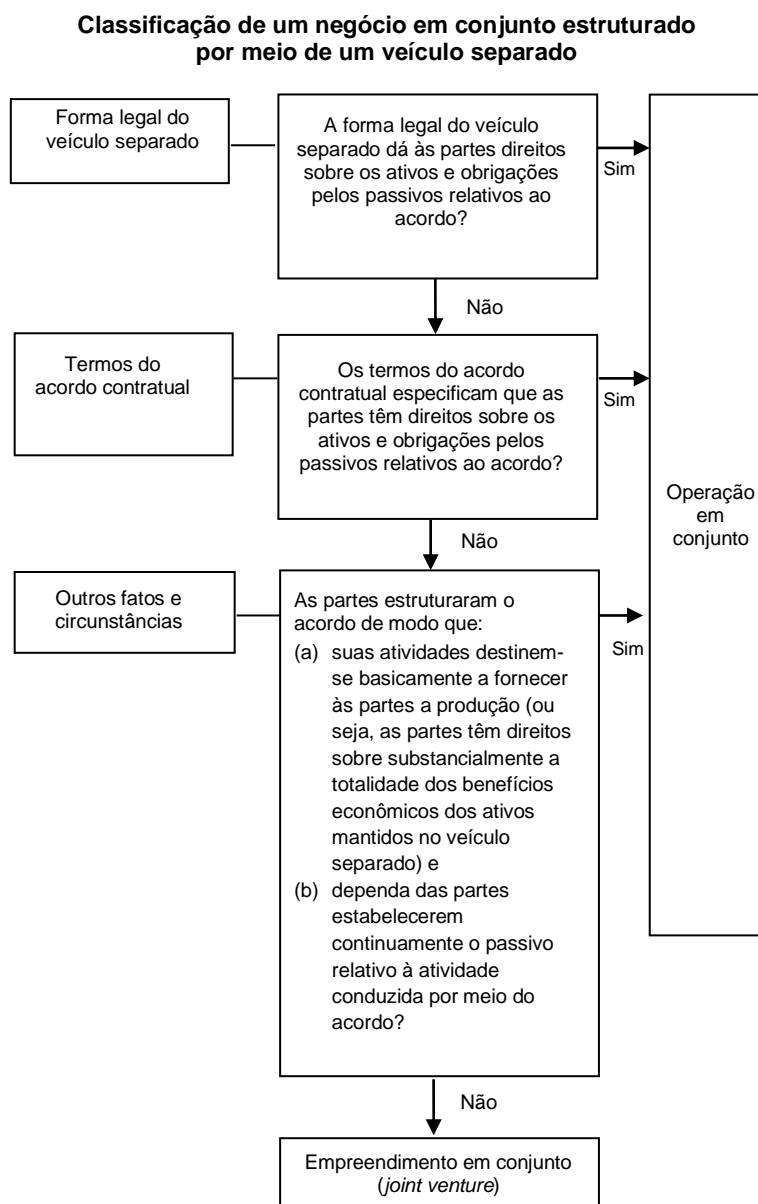 Classificação de um negócio em conjunto estruturado
por meio de um veículo separado
Forma legal do
veículo separado
A forma legal do veículo
separado dá às partes direitos
sobre os ativos e obrigações
pelos passivos relativos ao
acordo?
Sim
Não
Termos do
acordo contratual
Os termos do acordo
contratual especificam que as
partes têm direitos sobre os
ativos e obrigações pelos
passivos relativos ao acordo?
Sim
Operação
em
conjunto
Não
Outros fatos e
circunstâncias
As partes estruturaram o
acordo de modo que:
(a) suas atividades destinem-
se basicamente a fornecer
às partes a produção (ou
seja, as partes têm direitos
sobre substancialmente a
totalidade dos benefícios
econômicos dos ativos
mantidos no veículo
separado) e
(b) dependa das partes
estabelecerem
continuamente o passivo
relativo à atividade
conduzida por meio do
acordo?
Sim
Não
Empreendimento em conjunto
(joint venture)